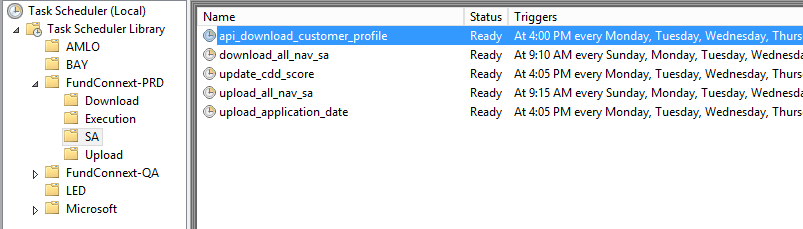 Task Scheduler (Local)
Task Scheduler Library
AMLO
BAY
FundConnext-PRD
Download
Execution
SA
Upload
FundConnext-QA
LED
Microsoft
Name Status Triggers
api_download_customer_profile Ready At 4:00 PM every Monday, Tuesday, Wednesday, Thurs
download_all_nav_sa Ready At 9:10 AM every Sunday, Monday, Tuesday, Wednes
update_cdd_score Ready At 4:05 PM every Monday, Tuesday, Wednesday, Thurs
upload_all_nav_sa Ready At 9:15 AM every Sunday, Monday, Tuesday, Wednes
upload_application_date Ready At 4:05 PM every Monday, Tuesday, Wednesday, Thurs